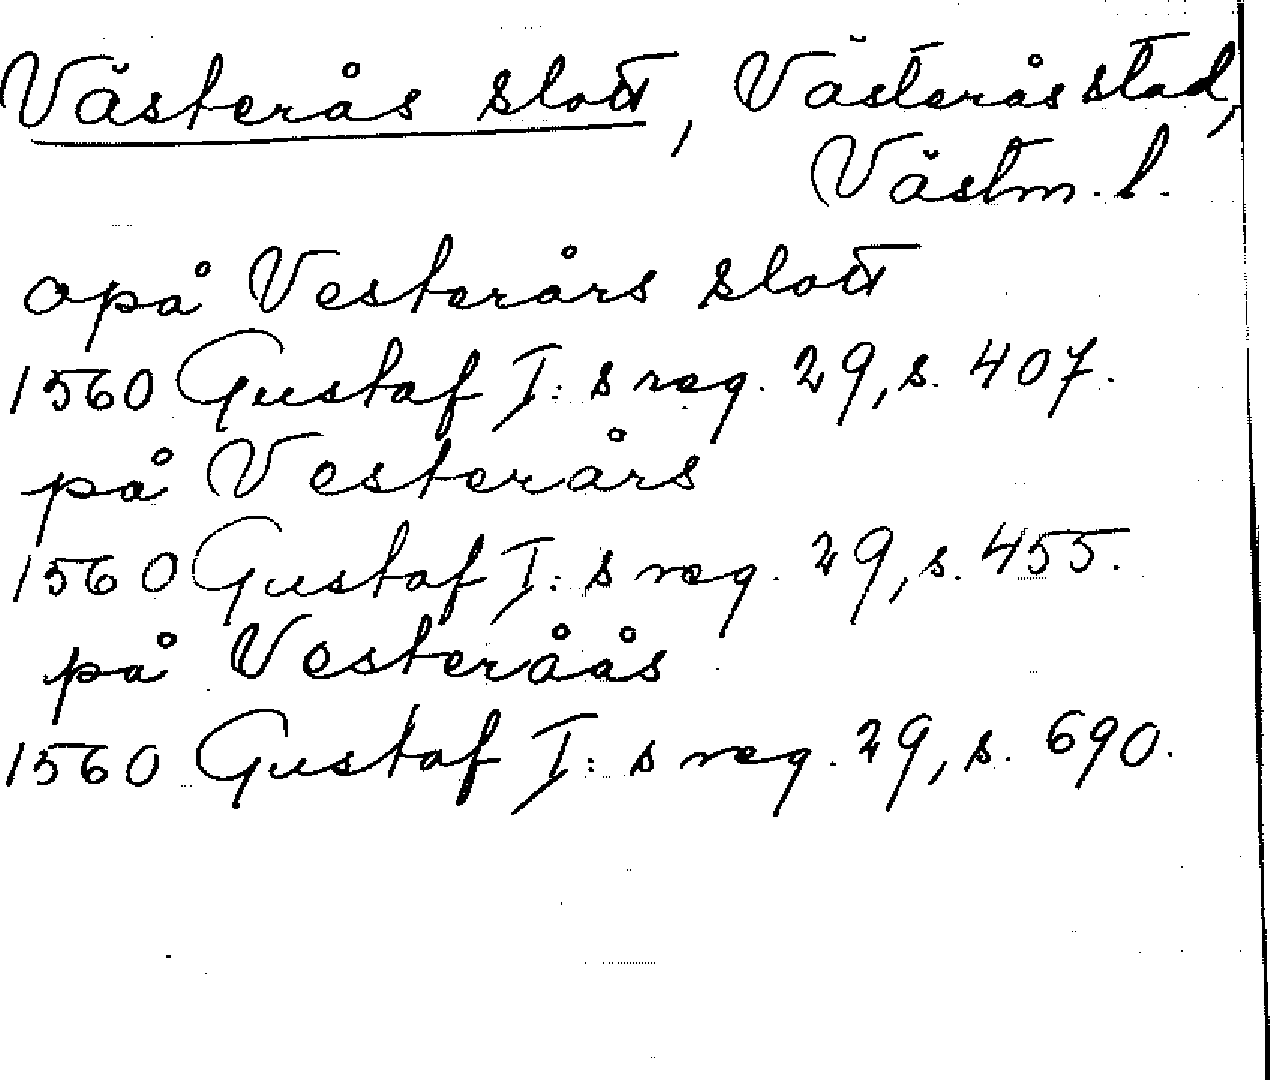 Västerås slott, Västerås stad,
Västm. l.
opå Vesterårs slott
1560 Gustaf I: s reg. 29, s. 407.
på Vesterårs
1560 Gustaf I: s reg. 29, s. 455.
på Vesteråås
1560 Gustaf I: s reg. 29, s. 690.